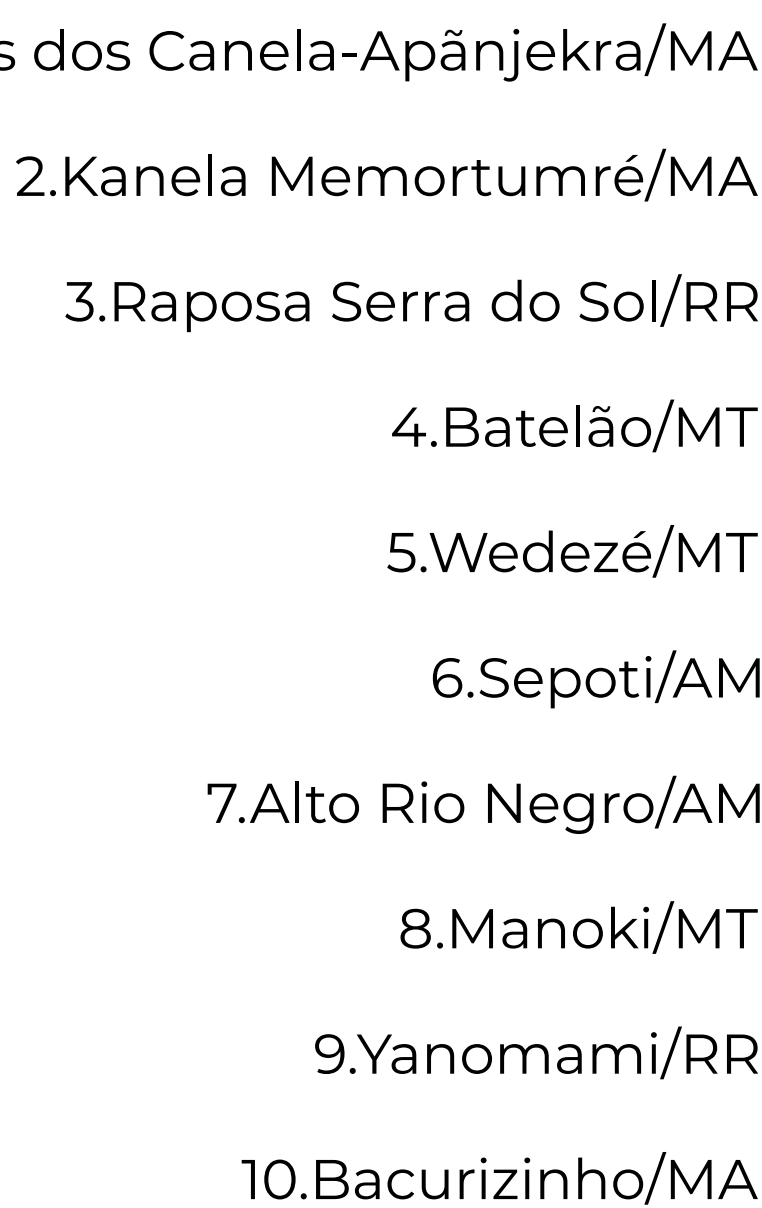 dos Canela-Apãnjekra/MA
2.Kanela Memortumré/MA
3.Raposa Serra do Sol/RR
4.Batelão/MT
5.Wedezé/MT
6.Sepoti/AM
7.Alto Rio Negro/AM
8.Manoki/MT
9.Yanomami/RR
10.Bacurizinho/MA